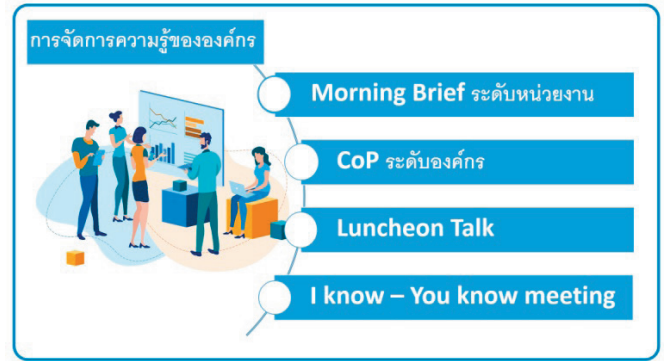 การจัดการความรู้ขององค์กร
Morning Brief ระดับหน่วยงาน
CoP ระดับองค์กร
Luncheon Talk
I know – You know meeting